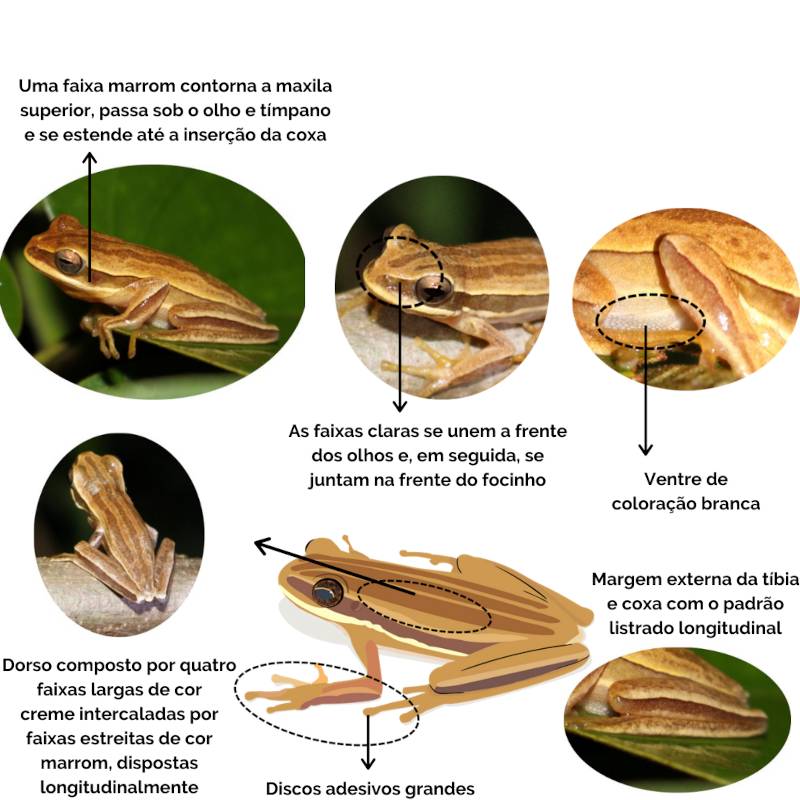 Uma faixa marrom contorna a maxila
superior, passa sob o olho e tímpano
e se estende até a inserção da coxa
As faixas claras se unem a frente
dos olhos e, em seguida, se
juntam na frente do focinho
Ventre de
coloração branca
Margem externa da tíbia
e coxa com o padrão
listrado longitudinal
Dorso composto por quatro
faixas largas de cor
creme intercaladas por
faixas estreitas de cor
marrom, dispostas
longitudinalmente
Discos adesivos grandes